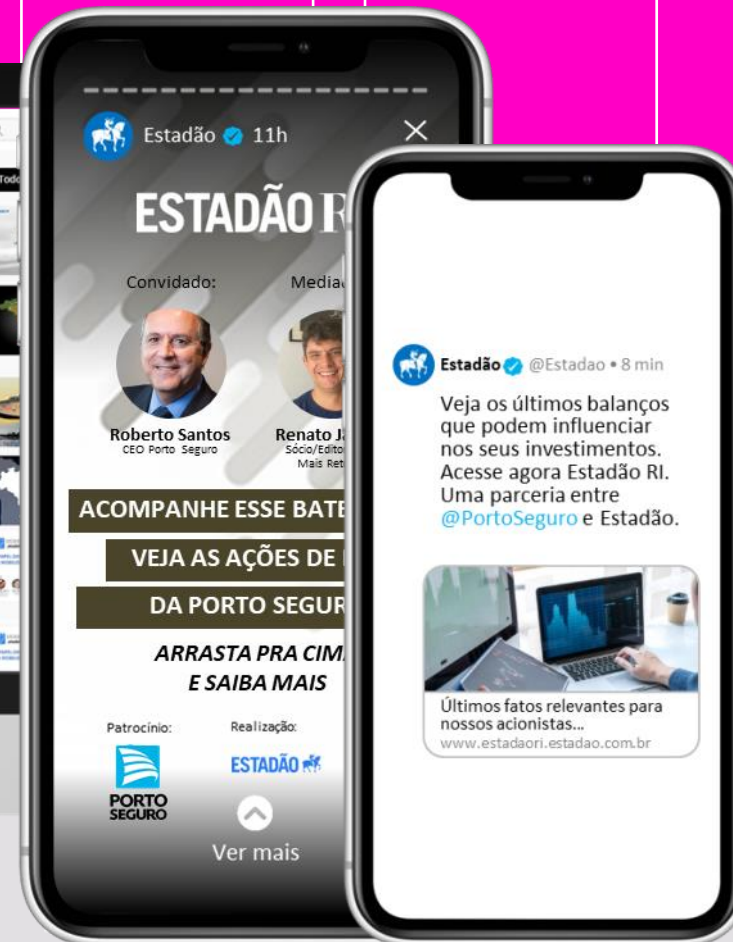 Estadão 11h
ESTADÃO
Convidado:
Roberto Santos
CEO Porto Seguro
Renato
Mais
ACOMPANHE ESSE
VEJA AS AÇÕES DE
DA PORTO
ARRASTA PRA
E SAIBA MAIS
Patrocínio:
Realização:
PORTO
SEGURO
ESTADÃO
Ver mais
Estadão @Estadao • 8 min
Veja os últimos balanços
que podem influenciar
nos seus investimentos.
Acesse agora Estadão RI.
Uma parceria entre
@PortoSeguro e Estadão.
Últimos fatos relevantes para
nossos acionistas...
www.estadaori.estadao.com.br